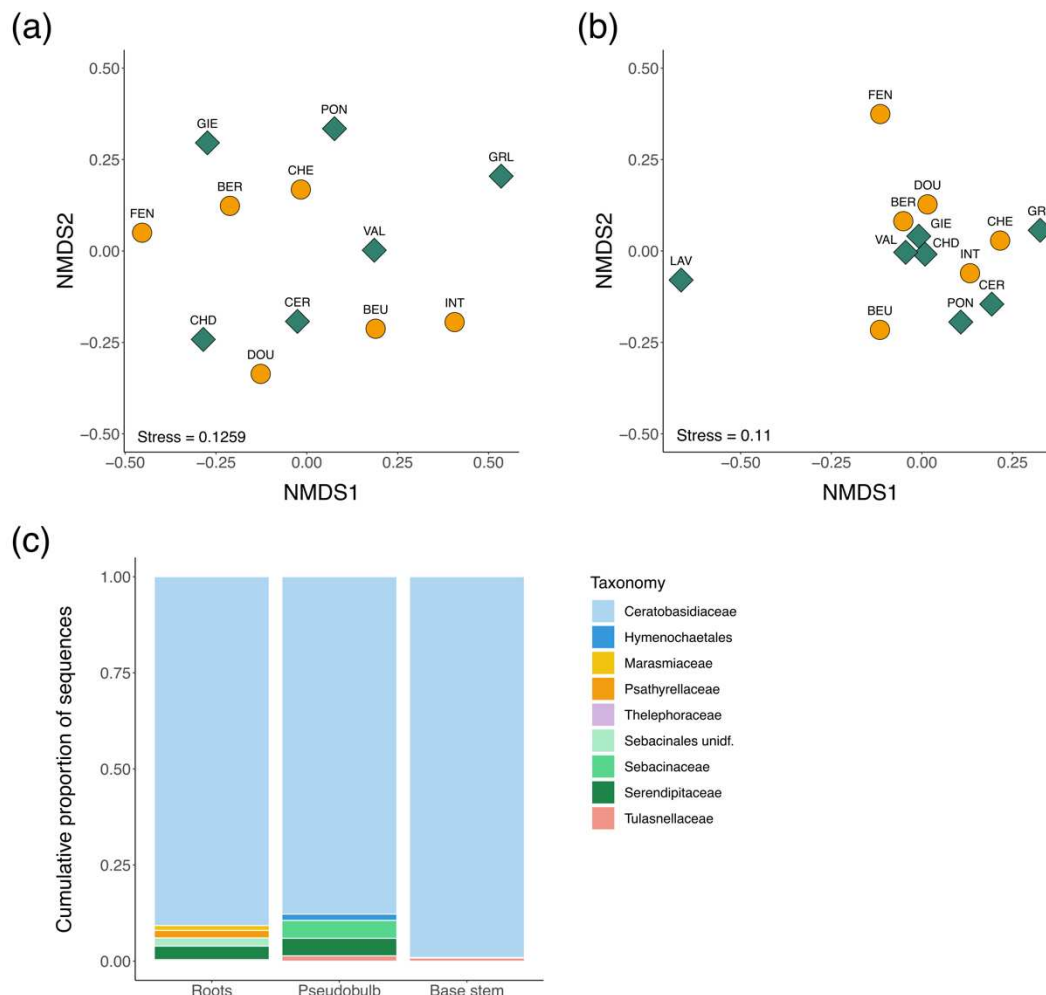 (a)
NMDS2
0.50
0.25
0.00
−0.25
−0.50
PON
GIE
GRL
CHE
BER
FEN
VAL
CER
BEU
INT
CHD
DOU
Stress = 0.1259
−0.50 −0.25 0.00 0.25 0.50
NMDS1
(b)
NMDS2
0.50
0.25
0.00
−0.25
−0.50
FEN
DOU
BER
GIE
CHE
GR
VAL
CHD
INT
LAV
CER
PON
BEU
Stress = 0.11
−0.50 −0.25 0.00 0.25
NMDS1
(c)
Cumulative proportion of sequences
1.00
0.75
0.50
0.25
0.00
Roots Pseudobulb Base stem
Taxonomy
Ceratobasidiaceae
Hymenochaetales
Marasmiaceae
Psathyrellaceae
Thelephoraceae
Sebacinales unidf.
Sebacinaceae
Serendipitaceae
Tulasnellaceae